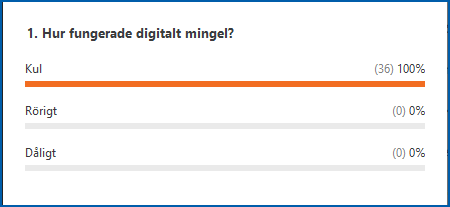 1. Hur fungerade digitalt mingel?
Kul (36) 100%
Rörigt (0) 0%
Dåligt (0) 0%